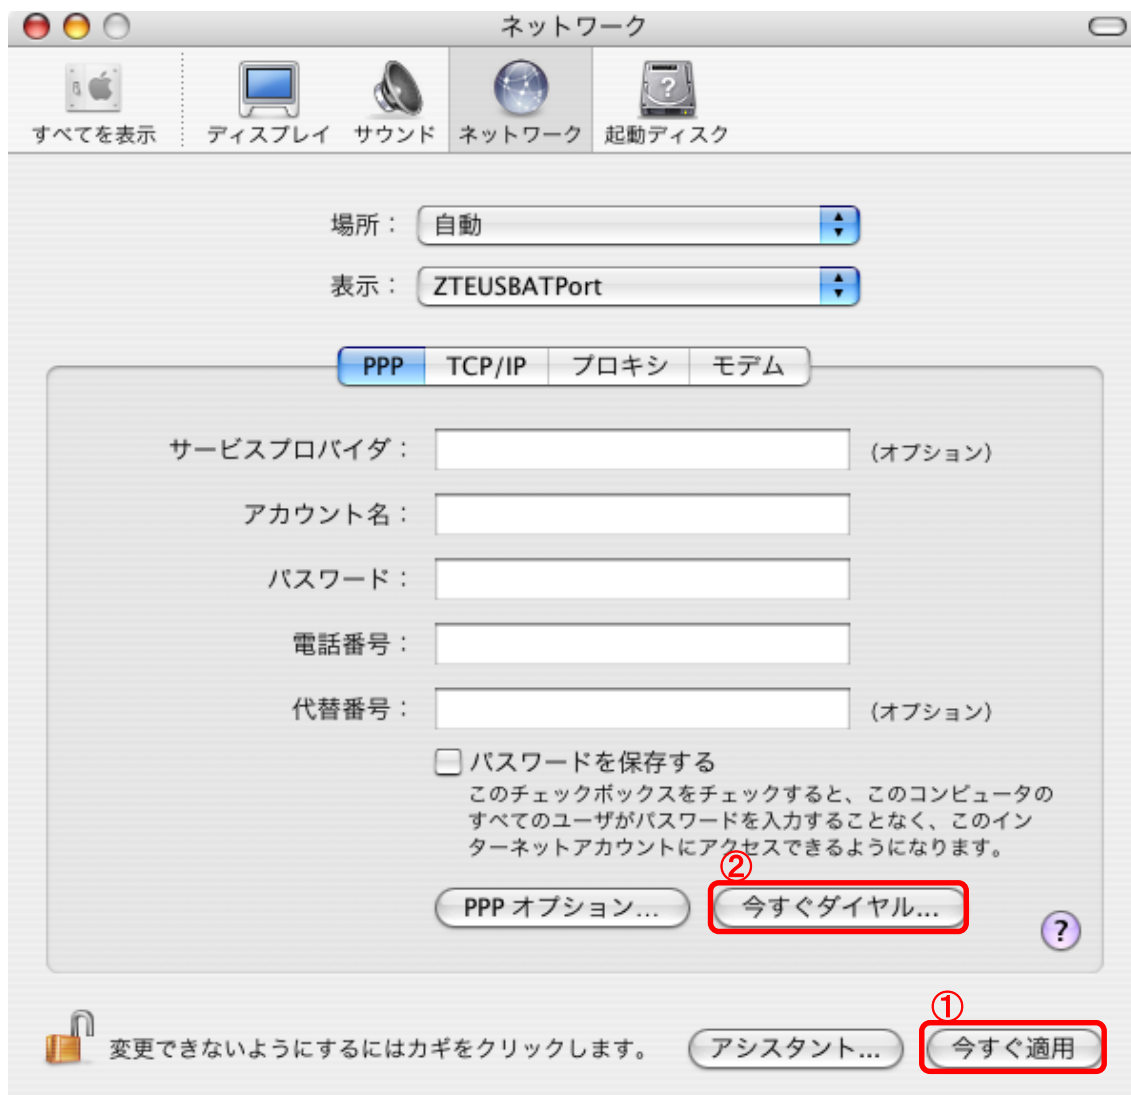 ネットワーク
すべてを表示 ディスプレイ サウンド ネットワーク 起動ディスク
場所： 自動
表示： ZTEUSBATPort
PPP TCP/IP プロキシ モデム
サービスプロバイダ： (オプション)
アカウント名：
パスワード：
電話番号：
代替番号： (オプション)
パスワードを保存する
このチェックボックスをチェックすると、このコンピュータの
すべてのユーザがパスワードを入力することなく、このイン
ターネットアカウントにアクセスできるようになります。
②
PPP オプション... 今すぐダイヤル...
?
①
変更できないようにするにはカギをクリックします。 アシスタント... 今すぐ適用